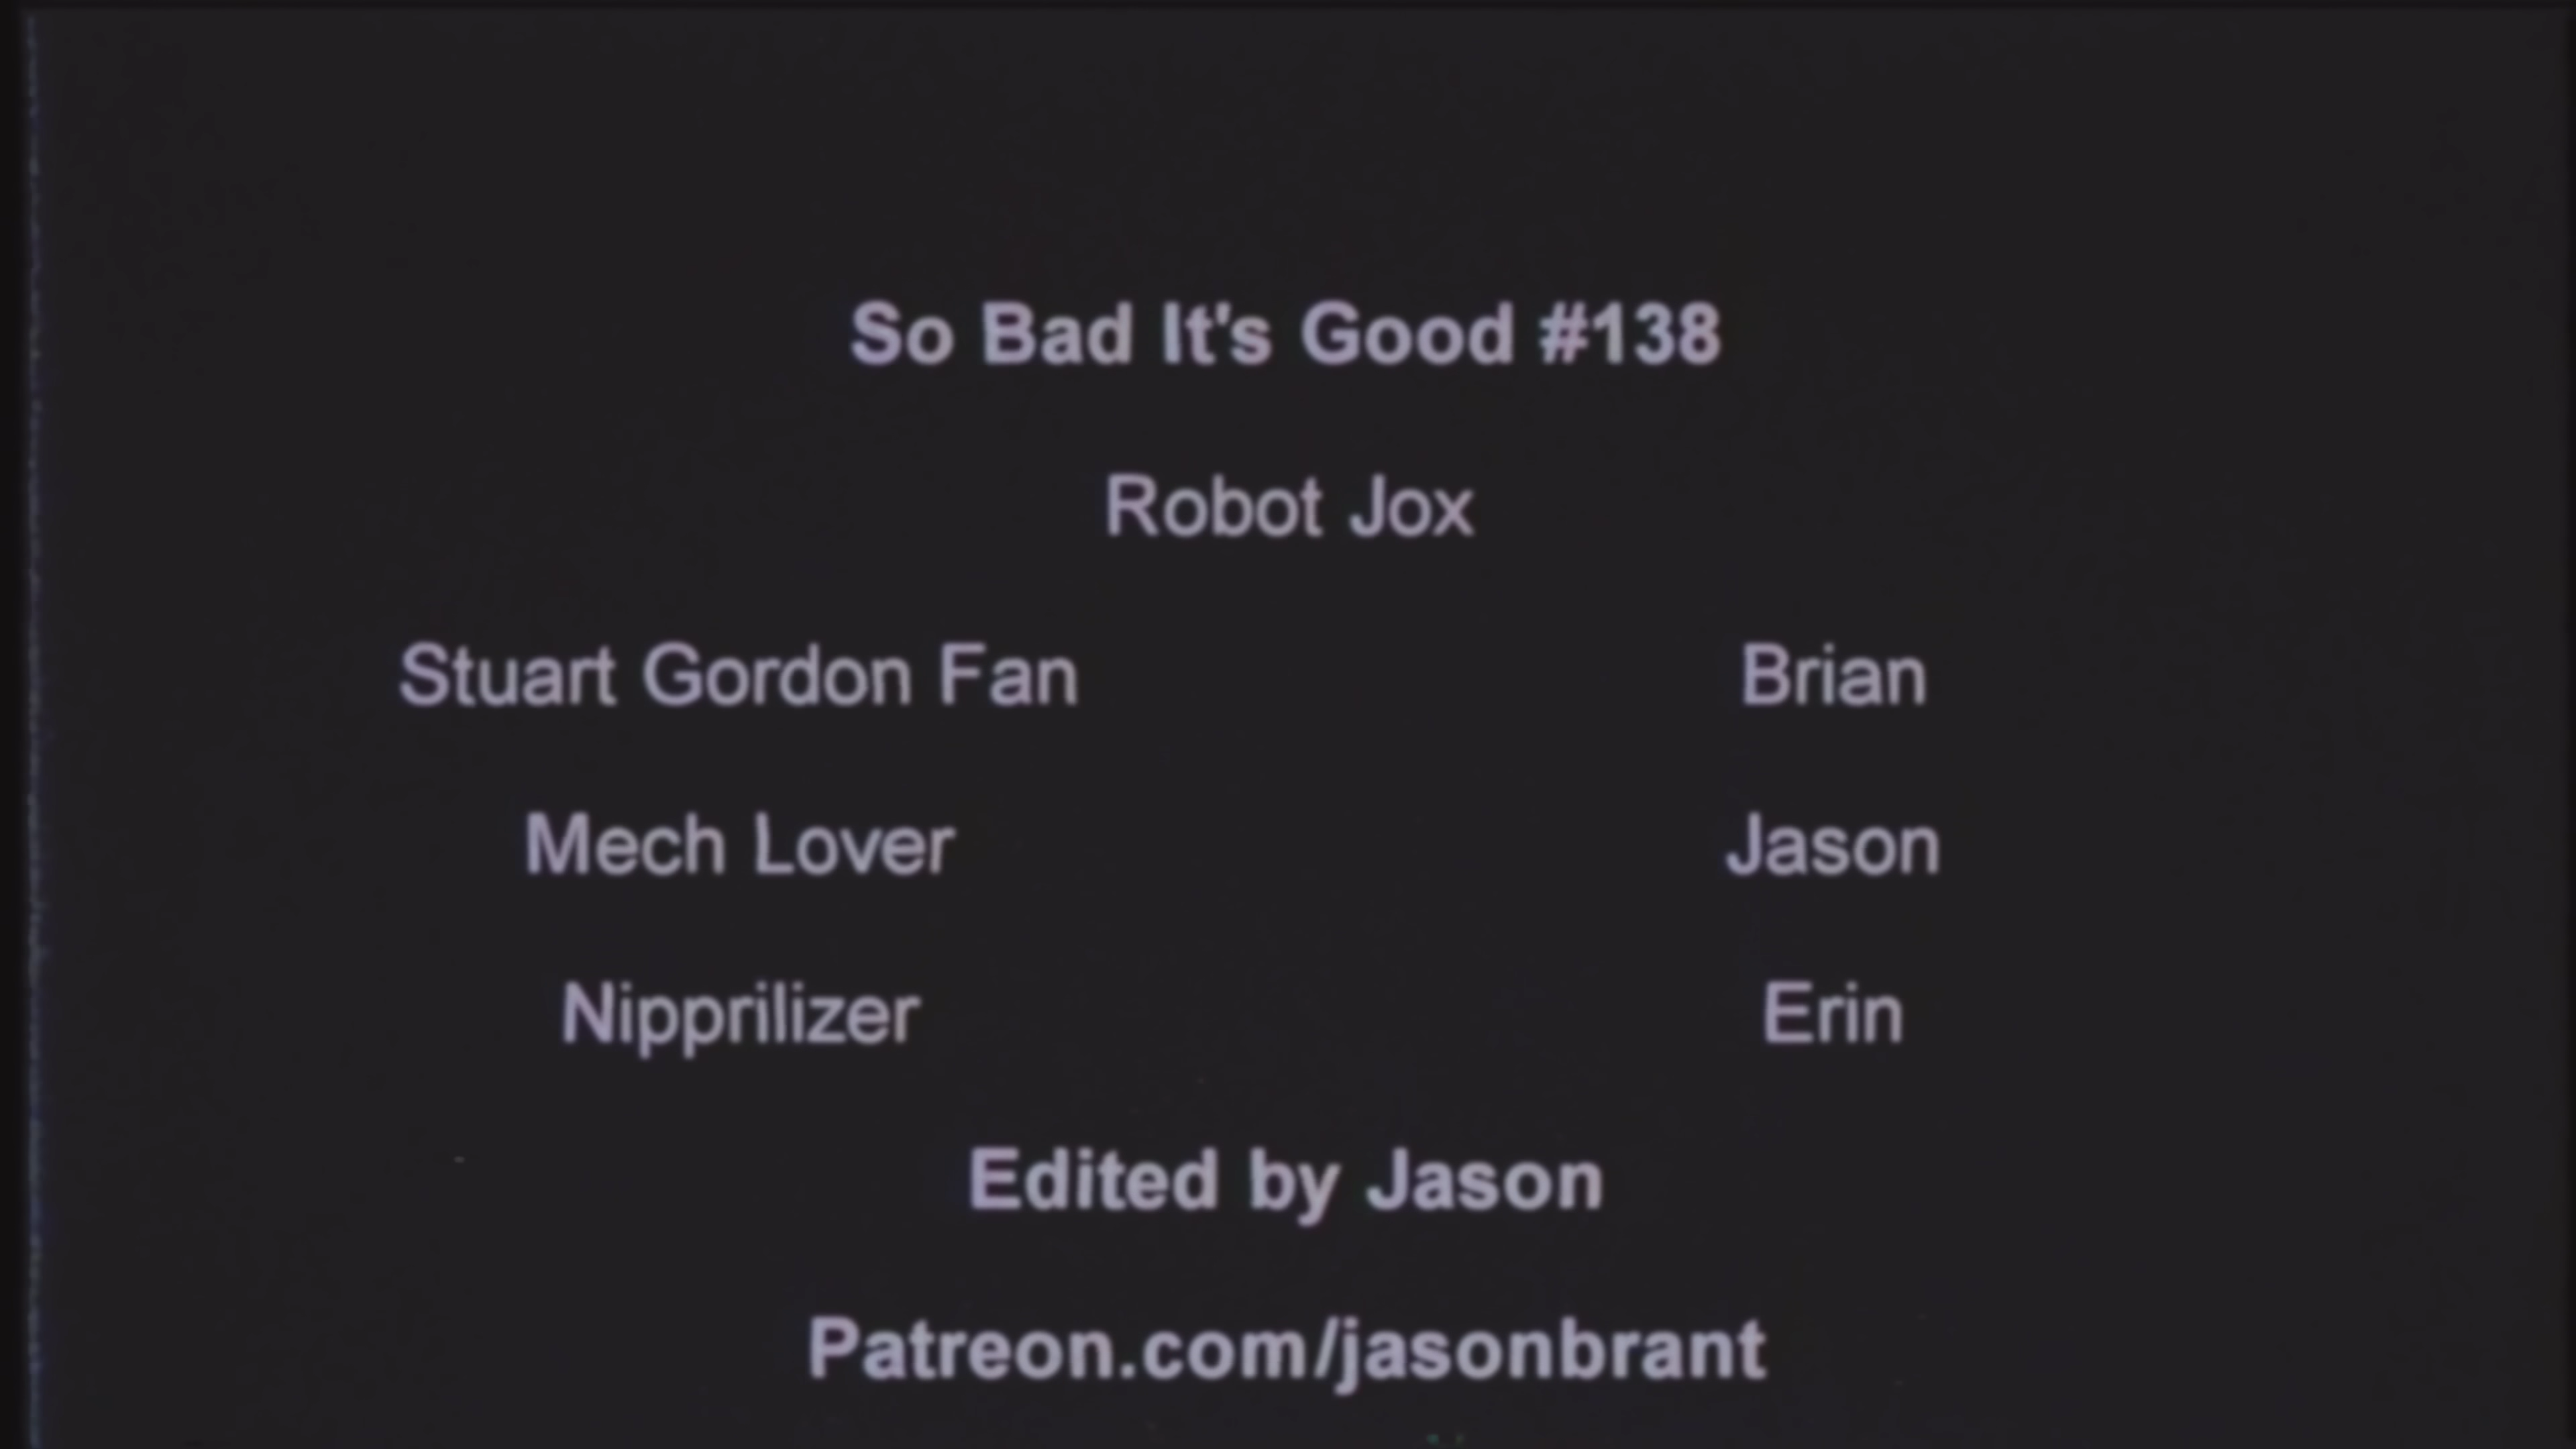 So Bad It's Good #138
Robot Jox
Stuart Gordon Fan Brian
Mech Lover Jason
Nipprilizer Erin
Edited by Jason
Patreon.com/jasonbrant